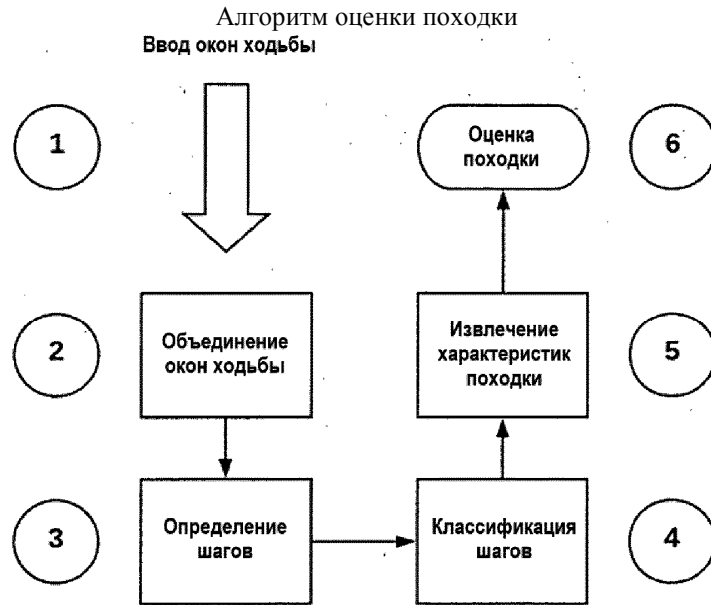 Алгоритм оценки походки
Ввод окон ходьбы
1
2
Объединение
окон ходьбы
3
Определение
шагов
Классификация
шагов
4
Извлечение
характеристик
походки
5
Оценка
походки
6